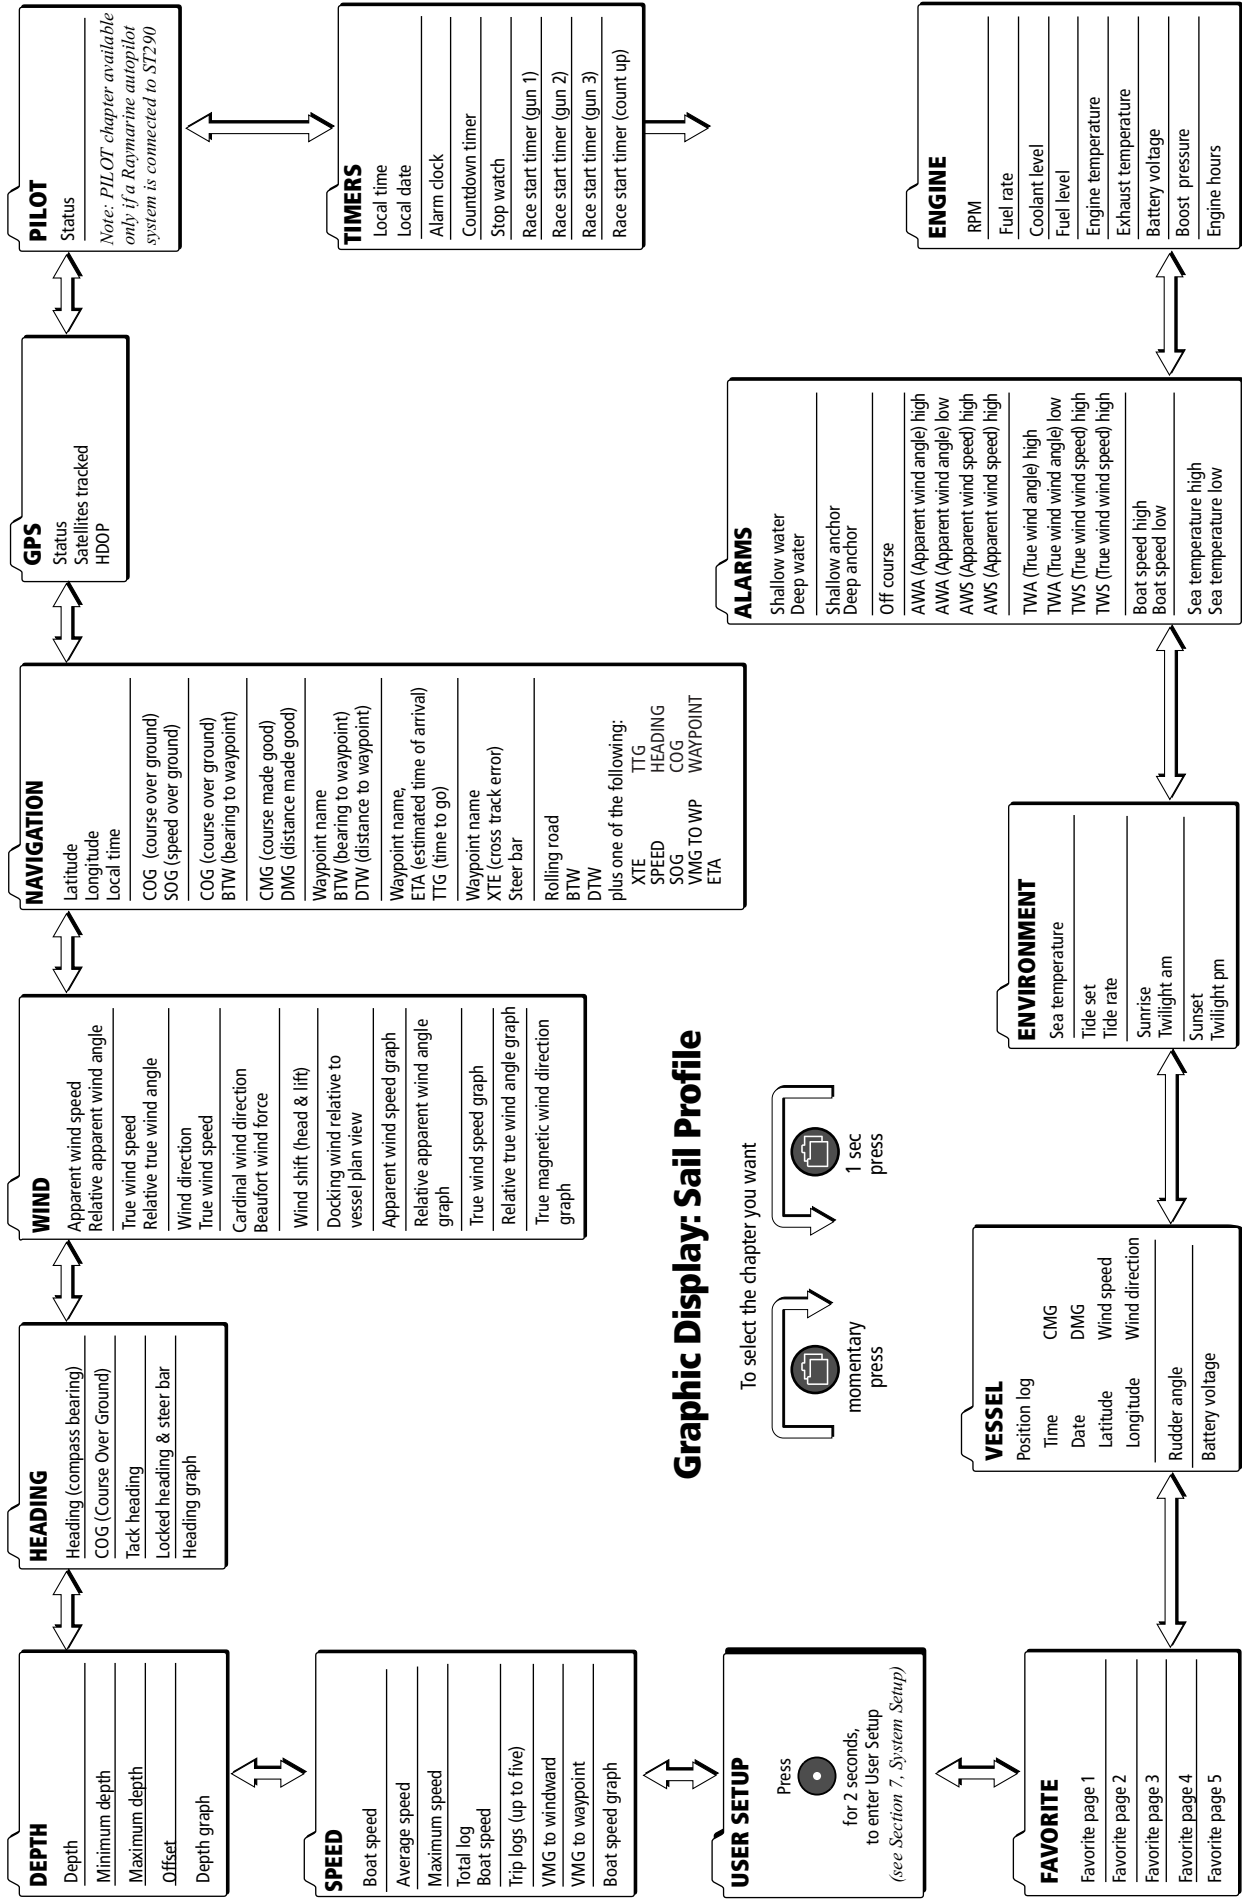 DEPTH
Depth
Minimum depth
Maximum depth
Offset
Depth graph
HEADING
Heading (compass bearing)
COG (Course Over Ground)
Tack heading
Locked heading & steer bar
Heading graph
WIND
Apparent wind speed
Relative apparent wind angle
True wind speed
Relative true wind angle
Wind direction
True wind speed
Cardinal wind direction
Beaufort wind force
Wind shift (head & lift)
Docking wind relative to
vessel plan view
Apparent wind speed graph
Relative apparent wind angle
graph
True wind speed graph
Relative true wind angle graph
True magnetic wind direction
graph
NAVIGATION
Latitude
Longitude
Local time
COG (course over ground)
SOG (speed over ground)
COG (course over ground)
BTW (bearing to waypoint)
CMG (course made good)
DMG (distance made good)
Waypoint name
BTW (bearing to waypoint)
DTW (distance to waypoint)
Waypoint name,
ETA (estimated time of arrival)
TTG (time to go)
Waypoint name
XTE (cross track error)
Steer bar
Rolling road
BTW
DTW
plus one of the following:
XTE TTG
SPEED HEADING
SOG COG
VMG TO WP WAYPOINT
ETA
GPS
Status
Satellites tracked
HDOP
PILOT
Status
Note: PILOT chapter available
only if a Raymarine autopilot
system is connected to ST290
SPEED
Boat speed
Average speed
Maximum speed
Total log
Boat speed
Trip logs (up to five)
VMG to windward
VMG to waypoint
Boat speed graph
TIMERS
Local time
Local date
Alarm clock
Countdown timer
Stop watch
Race start timer (gun 1)
Race start timer (gun 2)
Race start timer (gun 3)
Race start timer (count up)
Graphic Display: Sail Profile
To select the chapter you want
momentary
press
1 sec
press
USER SETUP
Press
for 2 seconds,
to enter User Setup
(see Section 7, System Setup)
FAVORITE
Favorite page 1
Favorite page 2
Favorite page 3
Favorite page 4
Favorite page 5
VESSEL
Position log
Time CMG
Date DMG
Latitude Wind speed
Longitude Wind direction
Rudder angle
Battery voltage
ENVIRONMENT
Sea temperature
Tide set
Tide rate
Sunrise
Twilight am
Sunset
Twilight pm
ALARMS
Shallow water
Deep water
Shallow anchor
Deep anchor
Off course
AWA (Apparent wind angle) high
AWA (Apparent wind angle) low
AWS (Apparent wind speed) high
AWS (Apparent wind speed) high
TWA (True wind angle) high
TWA (True wind wind angle) low
TWS (True wind wind speed) high
TWS (True wind wind speed) high
Boat speed high
Boat speed low
Sea temperature high
Sea temperature low
ENGINE
RPM
Fuel rate
Coolant level
Fuel level
Engine temperature
Exhaust temperature
Battery voltage
Boost pressure
Engine hours